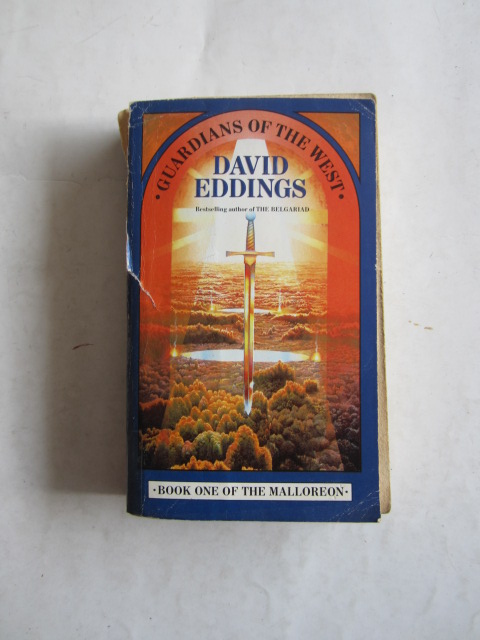 ·GUARDIANS OF THE WEST·
DAVID
EDDINGS
Bestselling author of THE BELGARIAD
·BOOK ONE OF THE MALLOREON·